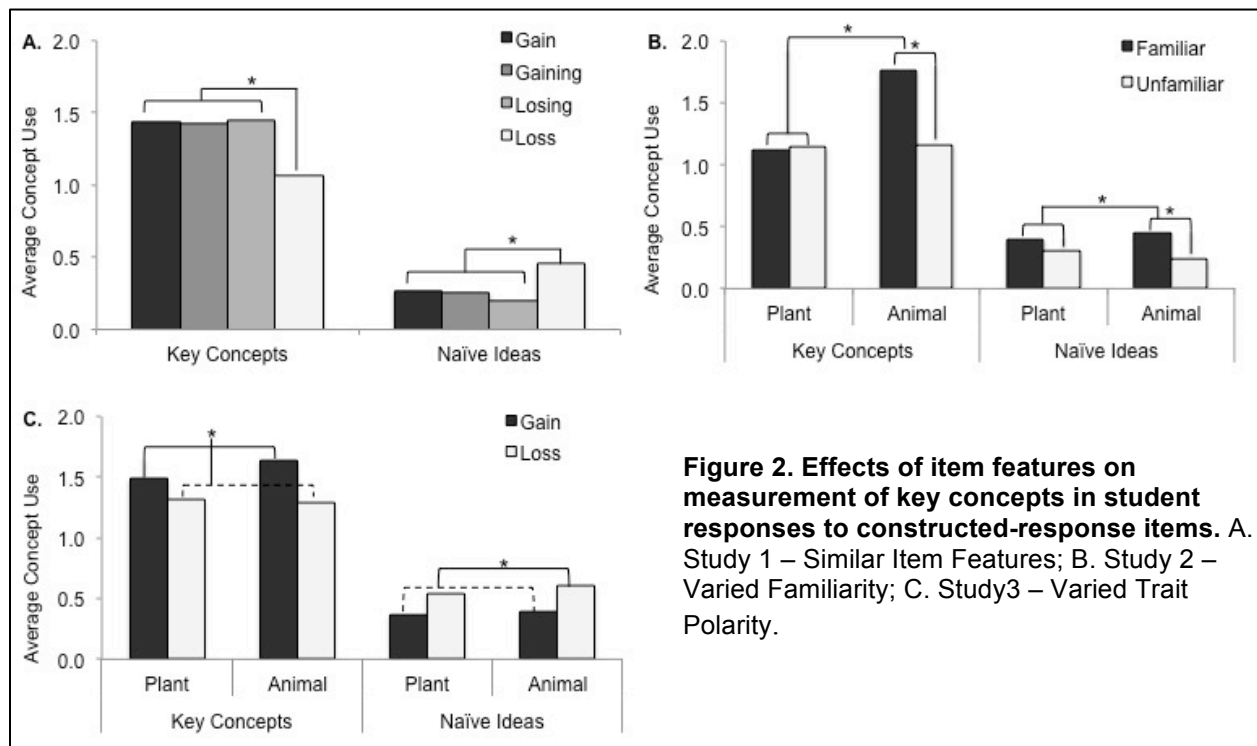 A.
2.0
1.5
1.0
0.5
0.0
Average Concept Use
*
*
Gain
Gaining
Losing
Loss
Key Concepts
Naïve Ideas
B.
2.0
1.5
1.0
0.5
0.0
Average Concept Use
*
*
*
*
Familiar
Unfamiliar
Plant Animal Plant Animal
Key Concepts Naïve Ideas
C.
2.0
1.5
1.0
0.5
0.0
Average Concept Use
*
*
Gain
Loss
Plant Animal Plant Animal
Key Concepts Naïve Ideas
Figure 2. Effects of item features on
measurement of key concepts in student
responses to constructed-response items. A.
Study 1 – Similar Item Features; B. Study 2 –
Varied Familiarity; C. Study3 – Varied Trait
Polarity.